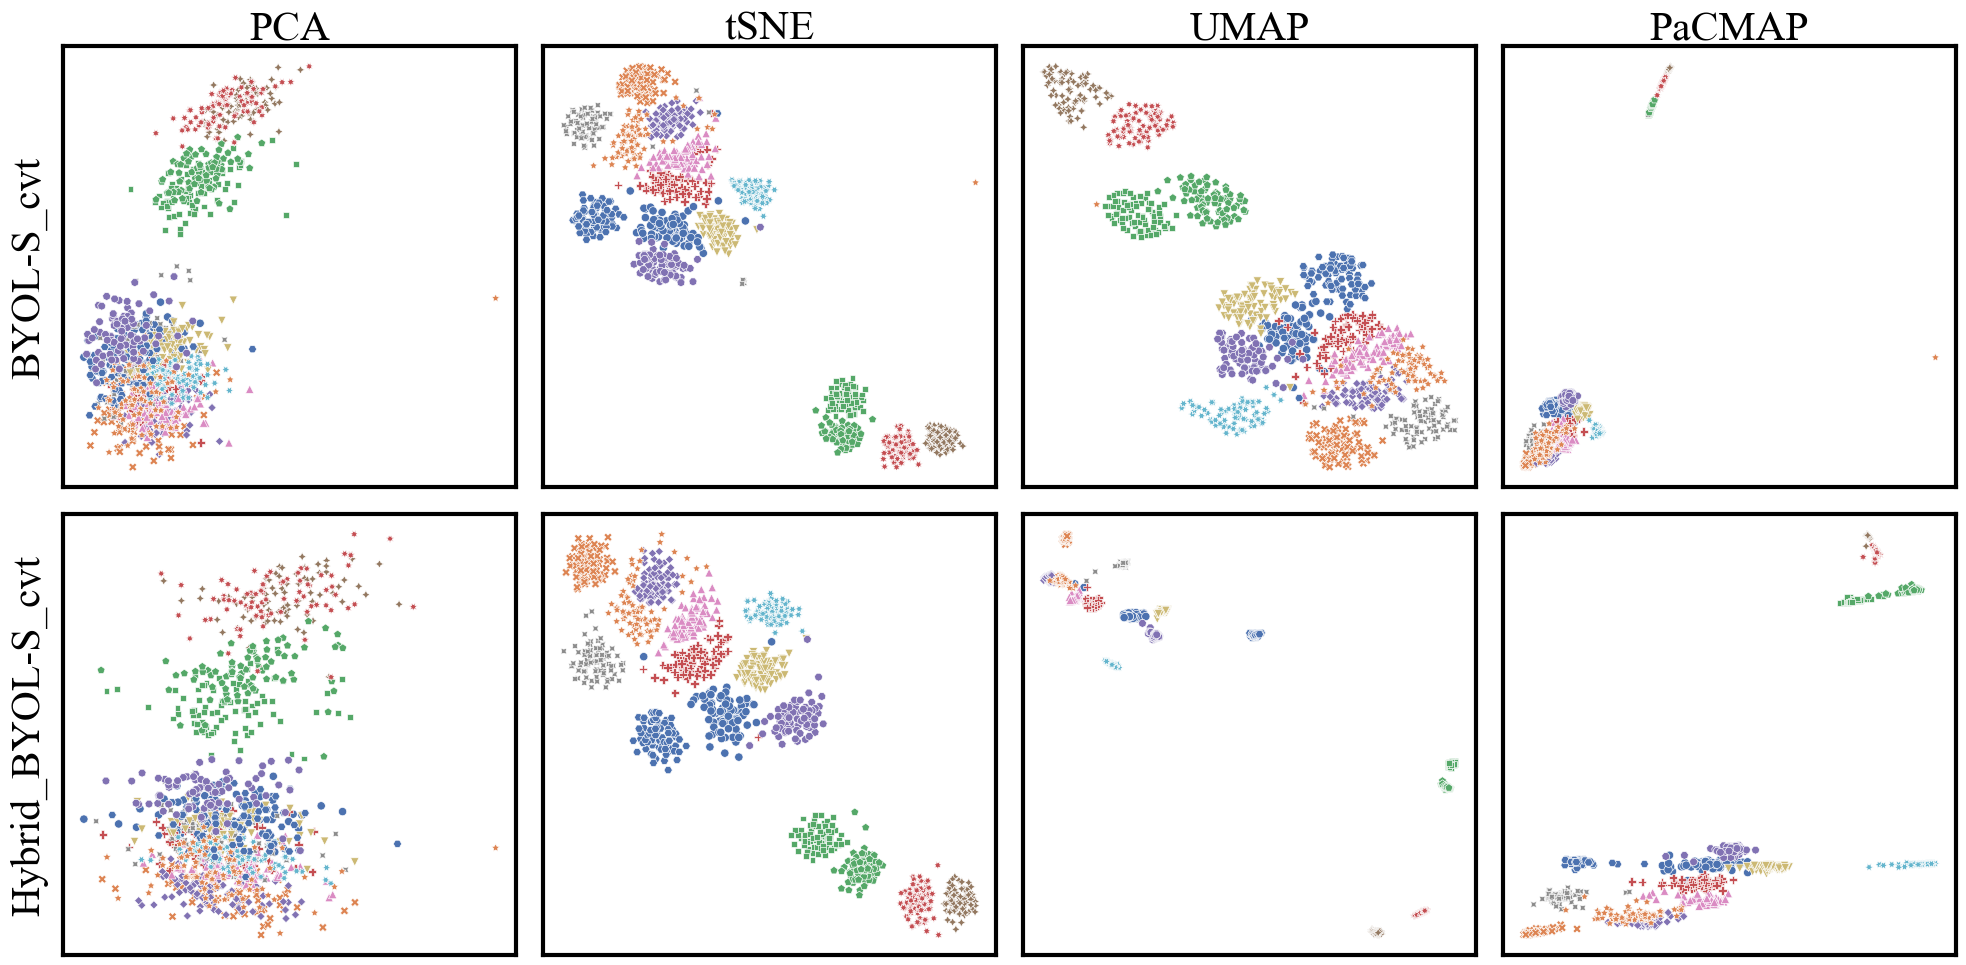 PCA
tSNE
UMAP
PaCMAP
BYOL-S_cvt
Hybrid_BYOL-S_cvt